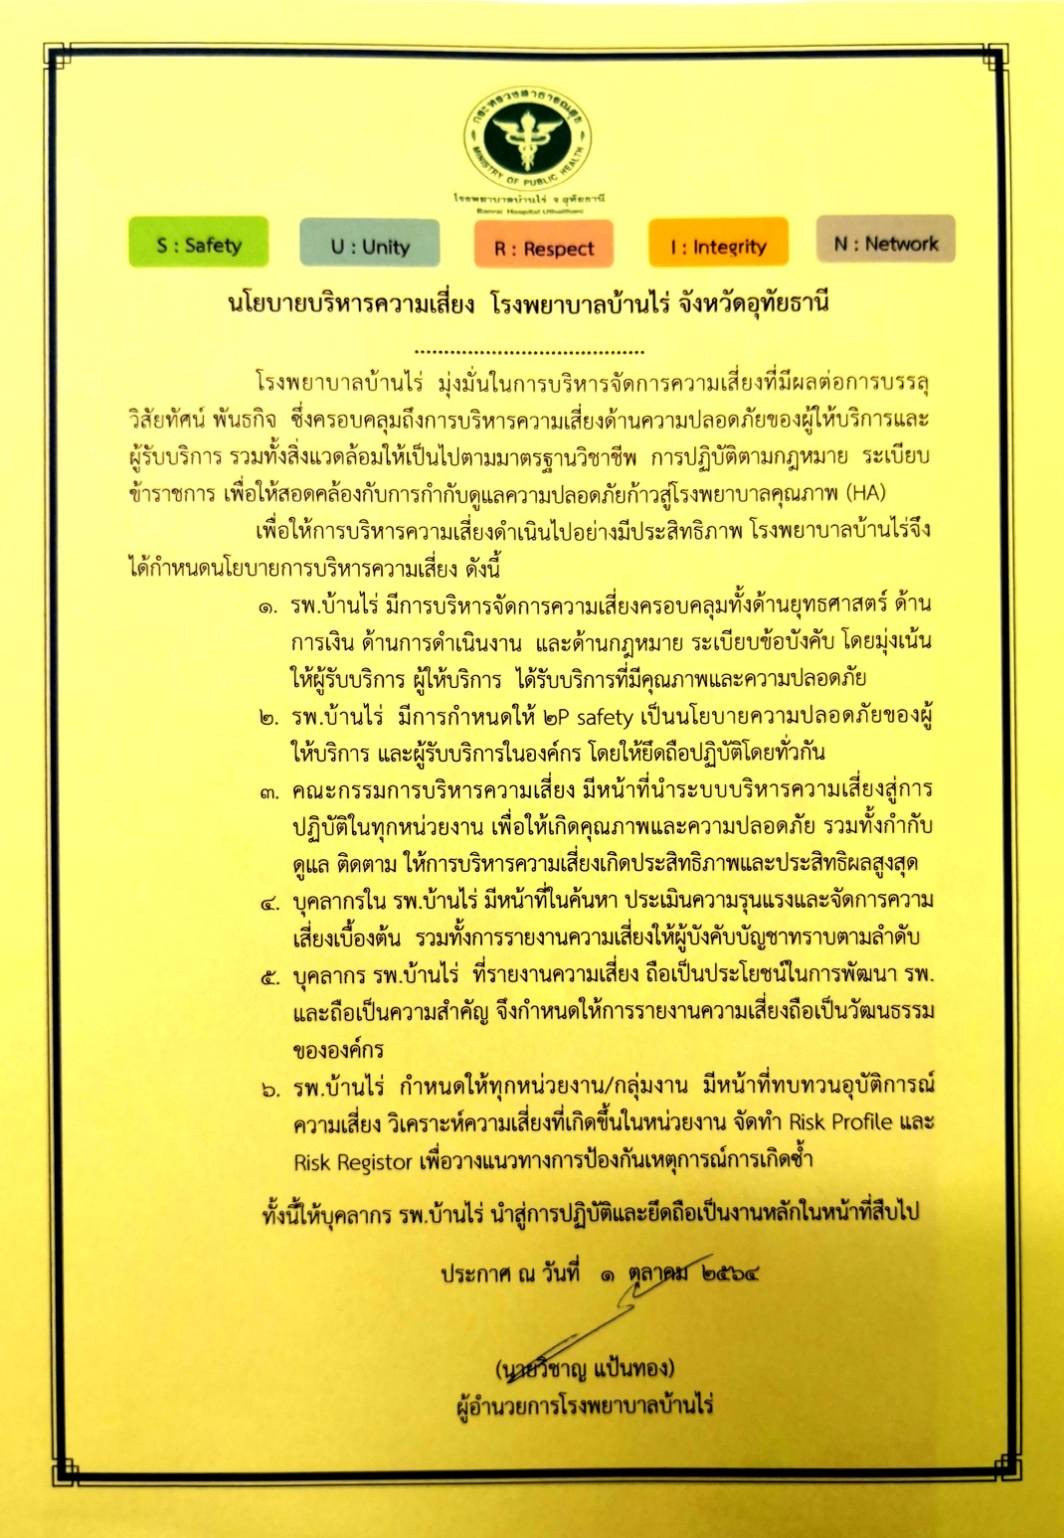 กระทรวงสาธารณสุข
MINISTRY OF PUBLIC HEALTH
โรงพยาบาลบ้านไร่ จ.อุทัยธานี
Banrai Hospital Uthaithani
S : Safety
U : Unity
R : Respect
I : Integrity
N : Network
นโยบายบริหารความเสี่ยง โรงพยาบาลบ้านไร่ จังหวัดอุทัยธานี
.......................................
โรงพยาบาลบ้านไร่ มุ่งมั่นในการบริหารจัดการความเสี่ยงที่มีผลต่อการบรรลุ
วิสัยทัศน์ พันธกิจ ซึ่งครอบคลุมถึงการบริหารความเสี่ยงด้านความปลอดภัยของผู้ให้บริการและ
ผู้รับบริการ รวมทั้งสิ่งแวดล้อมให้เป็นไปตามมาตรฐานวิชาชีพ การปฏิบัติตามกฎหมาย ระเบียบ
ข้าราชการ เพื่อให้สอดคล้องกับการกำกับดูแลความปลอดภัยก้าวสู่โรงพยาบาลคุณภาพ (HA)
เพื่อให้การบริหารความเสี่ยงดำเนินไปอย่างมีประสิทธิภาพ โรงพยาบาลบ้านไร่จึง
ได้กำหนดนโยบายการบริหารความเสี่ยง ดังนี้
๑. รพ.บ้านไร่ มีการบริหารจัดการความเสี่ยงครอบคลุมทั้งด้านยุทธศาสตร์ ด้าน
การเงิน ด้านการดำเนินงาน และด้านกฎหมาย ระเบียบข้อบังคับ โดยมุ่งเน้น
ให้ผู้รับบริการ ผู้ให้บริการ ได้รับบริการที่มีคุณภาพและความปลอดภัย
๒. รพ.บ้านไร่ มีการกำหนดให้ ๒P safety เป็นนโยบายความปลอดภัยของผู้
ให้บริการ และผู้รับบริการในองค์กร โดยให้ยึดถือปฏิบัติโดยทั่วกัน
๓. คณะกรรมการบริหารความเสี่ยง มีหน้าที่นำระบบบริหารความเสี่ยงสู่การ
ปฏิบัติในทุกหน่วยงาน เพื่อให้เกิดคุณภาพและความปลอดภัย รวมทั้งกำกับ
ดูแล ติดตาม ให้การบริหารความเสี่ยงเกิดประสิทธิภาพและประสิทธิผลสูงสุด
๔. บุคลากรใน รพ.บ้านไร่ มีหน้าที่ในค้นหา ประเมินความรุนแรงและจัดการความ
เสี่ยงเบื้องต้น รวมทั้งการรายงานความเสี่ยงให้ผู้บังคับบัญชาทราบตามลำดับ
๕. บุคลากร รพ.บ้านไร่ ที่รายงานความเสี่ยง ถือเป็นประโยชน์ในการพัฒนา รพ.
และถือเป็นความสำคัญ จึงกำหนดให้การรายงานความเสี่ยงถือเป็นวัฒนธรรม
ขององค์กร
๖. รพ.บ้านไร่ กำหนดให้ทุกหน่วยงาน/กลุ่มงาน มีหน้าที่ทบทวนอุบัติการณ์
ความเสี่ยง วิเคราะห์ความเสี่ยงที่เกิดขึ้นในหน่วยงาน จัดทำ Risk Profile และ
Risk Registor เพื่อวางแนวทางการป้องกันเหตุการณ์การเกิดซ้ำ
ทั้งนี้ให้บุคลากร รพ.บ้านไร่ นำสู่การปฏิบัติและยึดถือเป็นงานหลักในหน้าที่สืบไป
ประกาศ ณ วันที่ ๑ ตุลาคม ๒๕๖๔
(นายวิชาญ แป้นทอง)
ผู้อำนวยการโรงพยาบาลบ้านไร่